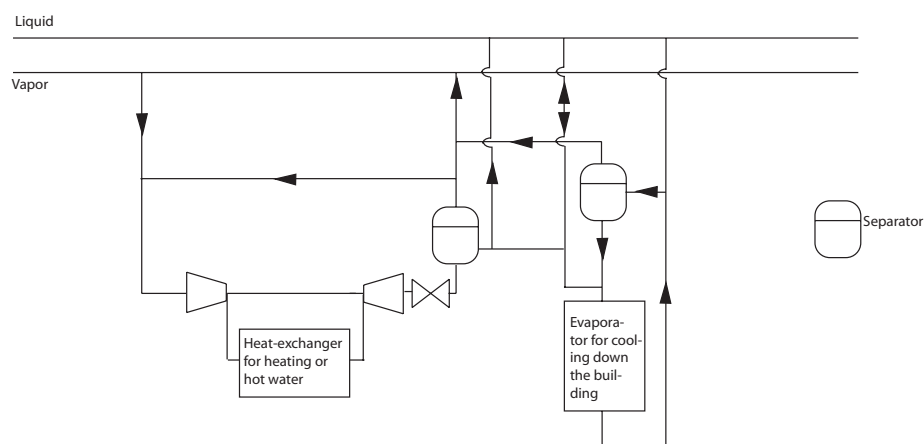 Liquid
Vapor
Separator
Heat-exchanger
for heating or
hot water
Evapora-
tor for cool-
ing down
the buil-
ding